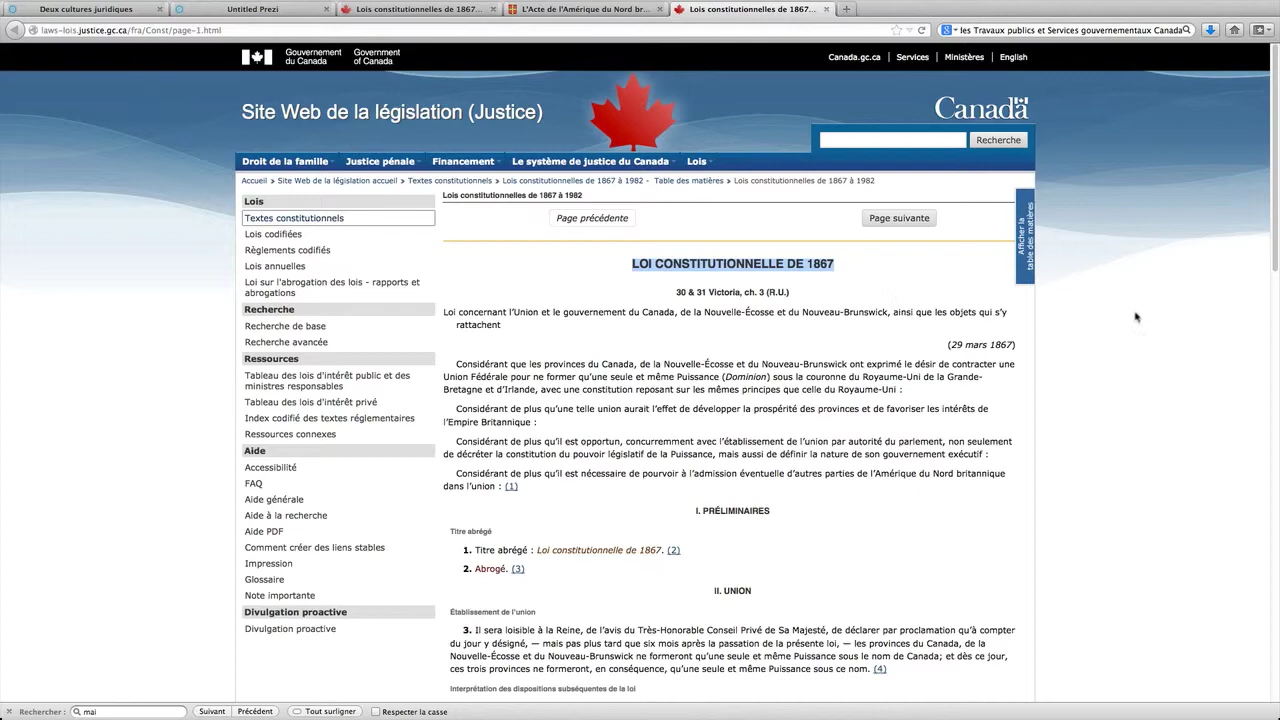 Deux cultures juridiques
Untitled Prezi
Lois constitutionnelles de 1867...
L'Acte de l'Amérique du Nord br...
Lois constitutionnelles de 1867...
laws-lois.justice.gc.ca/fra/Const/page-1.html
les Travaux publics et Services gouvernementaux Canada
Gouvernement du Canada
Government of Canada
Canada.gc.ca
Services
Ministères
English
Site Web de la législation (Justice)
Canada
Recherche
Droit de la famille
Justice pénale
Financement
Le système de justice du Canada
Lois
Accueil > Site Web de la législation accueil > Textes constitutionnels > Lois constitutionnelles de 1867 à 1982 - Table des matières > Lois constitutionnelles de 1867 à 1982
Lois
Textes constitutionnels
Lois codifiées
Règlements codifiés
Lois annuelles
Loi sur l'abrogation des lois - rapports et
abrogations
Recherche
Recherche de base
Recherche avancée
Ressources
Tableau des lois d'intérêt public et des
ministres responsables
Tableau des lois d'intérêt privé
Index codifié des textes réglementaires
Ressources connexes
Aide
Accessibilité
FAQ
Aide générale
Aide à la recherche
Aide PDF
Comment créer des liens stables
Impression
Glossaire
Note importante
Divulgation proactive
Divulgation proactive
Lois constitutionnelles de 1867 à 1982
Page précédente
Page suivante
Afficher la
table des matières
LOI CONSTITUTIONNELLE DE 1867
30 & 31 Victoria, ch. 3 (R.U.)
Loi concernant l'Union et le gouvernement du Canada, de la Nouvelle-Écosse et du Nouveau-Brunswick, ainsi que les objets qui s'y
rattachent
(29 mars 1867)
Considérant que les provinces du Canada, de la Nouvelle-Écosse et du Nouveau-Brunswick ont exprimé le désir de contracter une
Union Fédérale pour ne former qu'une seule et même Puissance (Dominion) sous la couronne du Royaume-Uni de la Grande-
Bretagne et d'Irlande, avec une constitution reposant sur les mêmes principes que celle du Royaume-Uni :
Considérant de plus qu'une telle union aurait l'effet de développer la prospérité des provinces et de favoriser les intérêts de
l'Empire Britannique :
Considérant de plus qu'il est opportun, concurremment avec l'établissement de l'union par autorité du parlement, non seulement
de décréter la constitution du pouvoir législatif de la Puissance, mais aussi de définir la nature de son gouvernement exécutif :
Considérant de plus qu'il est nécessaire de pourvoir à l'admission éventuelle d'autres parties de l'Amérique du Nord britannique
dans l'union : (1)
I. PRÉLIMINAIRES
Titre abrégé
1. Titre abrégé : Loi constitutionnelle de 1867. (2)
2. Abrogé. (3)
II. UNION
Établissement de l'union
3. Il sera loisible à la Reine, de l'avis du Très-Honorable Conseil Privé de Sa Majesté, de déclarer par proclamation qu'à compter
du jour y désigné, — mais pas plus tard que six mois après la passation de la présente loi, — les provinces du Canada, de la
Nouvelle-Écosse et du Nouveau-Brunswick ne formeront qu'une seule et même Puissance sous le nom de Canada; et dès ce jour,
ces trois provinces ne formeront, en conséquence, qu'une seule et même Puissance sous ce nom. (4)
Interprétation des dispositions subséquentes de la loi
Rechercher :
mai
Suivant
Précédent
Tout surligner
Respecter la casse